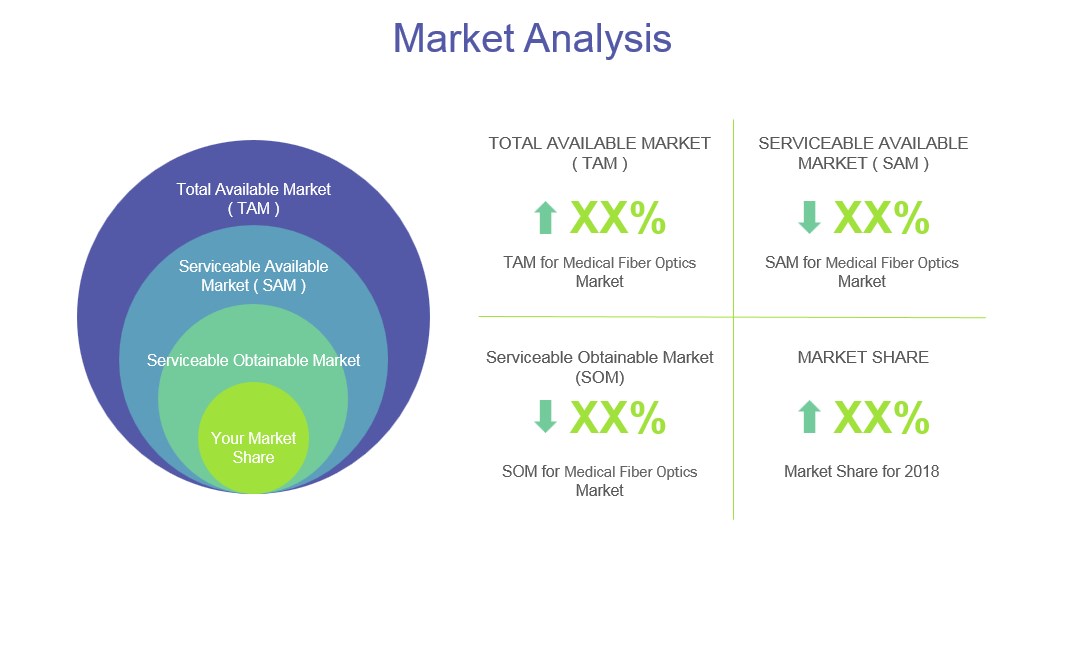 Market Analysis
Total Available Market
( TAM )
Serviceable Available
Market ( SAM )
Serviceable Obtainable Market
Your Market
Share
TOTAL AVAILABLE MARKET
( TAM )
XX%
TAM for Medical Fiber Optics
Market
SERVICEABLE AVAILABLE
MARKET ( SAM )
XX%
SAM for Medical Fiber Optics
Market
Serviceable Obtainable Market
(SOM)
XX%
SOM for Medical Fiber Optics
Market
MARKET SHARE
XX%
Market Share for 2018